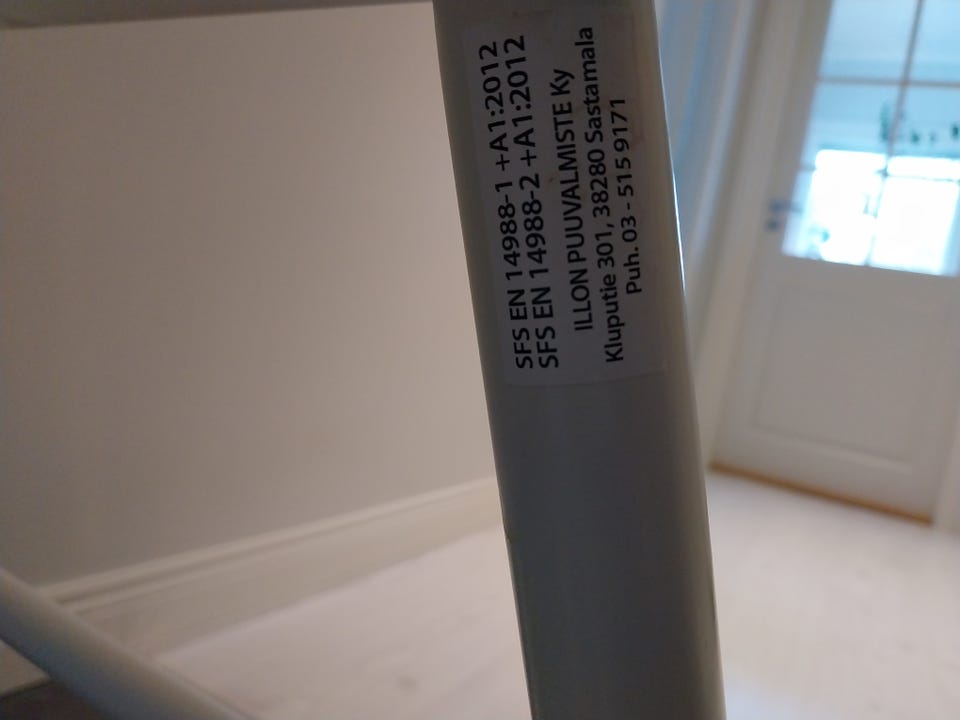 SFS EN 14988-1 +A1:2012
SFS EN 14988-2 +A1:2012
ILLON PUUVALMISTE Ky
Kluputie 301, 38280 Sastamala
Puh. 03 - 515 9171